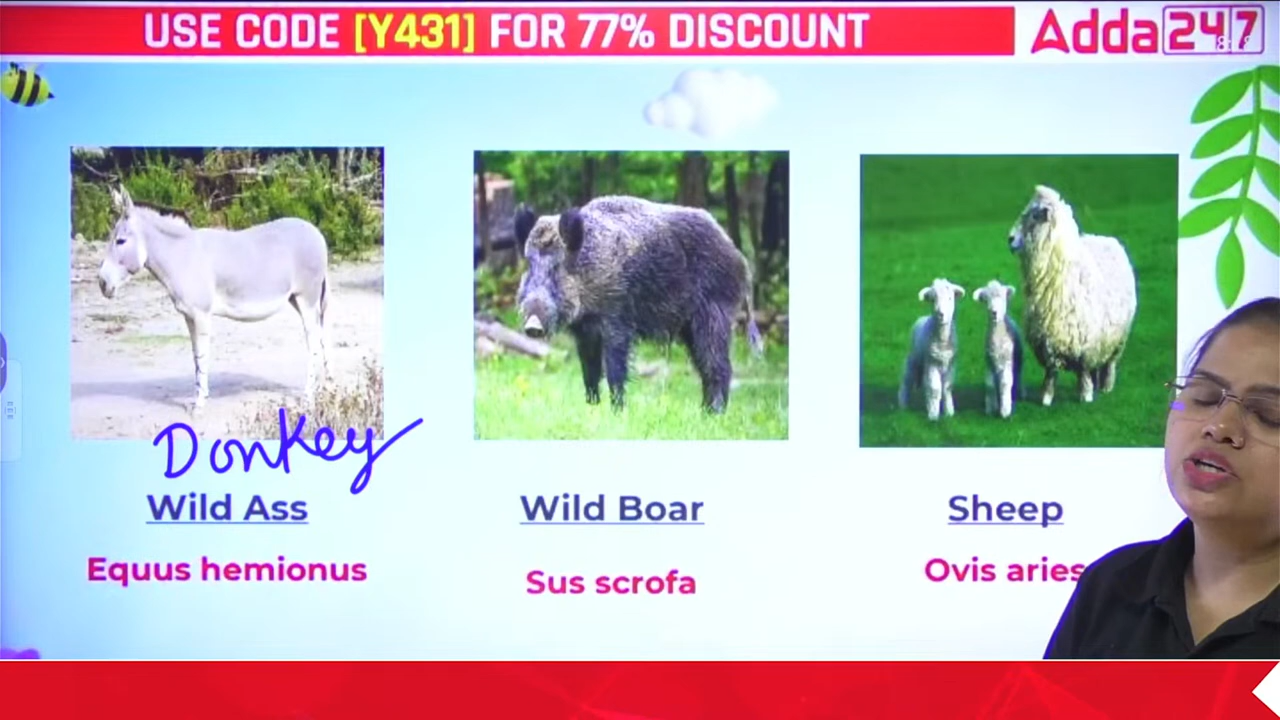 USE CODE [Y431] FOR 77% DISCOUNT
Adda247
Donkey
Wild Ass
Wild Boar
Sheep
Equus hemionus
Sus scrofa
Ovis aries